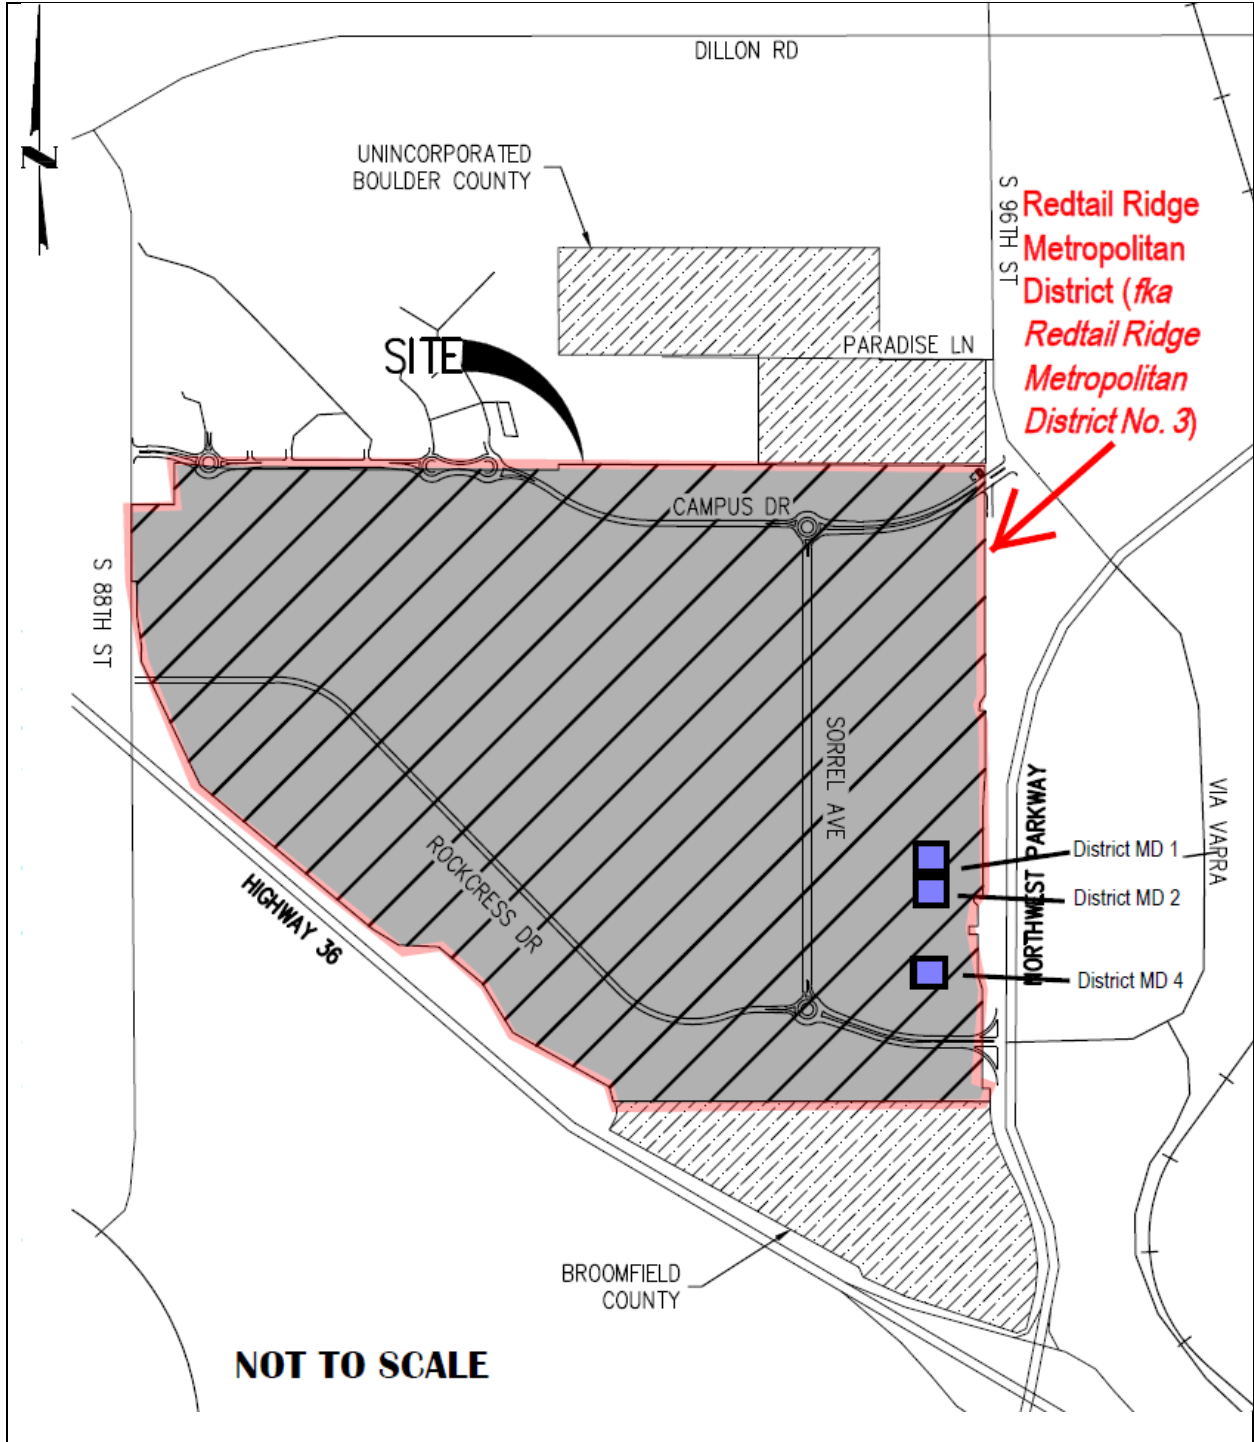 DILLON RD
N
UNINCORPORATED
BOULDER COUNTY
S 96TH ST
Redtail Ridge
Metropolitan
District (fka
Redtail Ridge
Metropolitan
District No. 3)
SITE
PARADISE LN
CAMPUS DR
S 88TH ST
SORREL AVE
ROCKCRESS DR
HIGHWAY 36
NORTHWEST PARKWAY
VIA VAPRA
District MD 1
District MD 2
District MD 4
BROOMFIELD
COUNTY
NOT TO SCALE